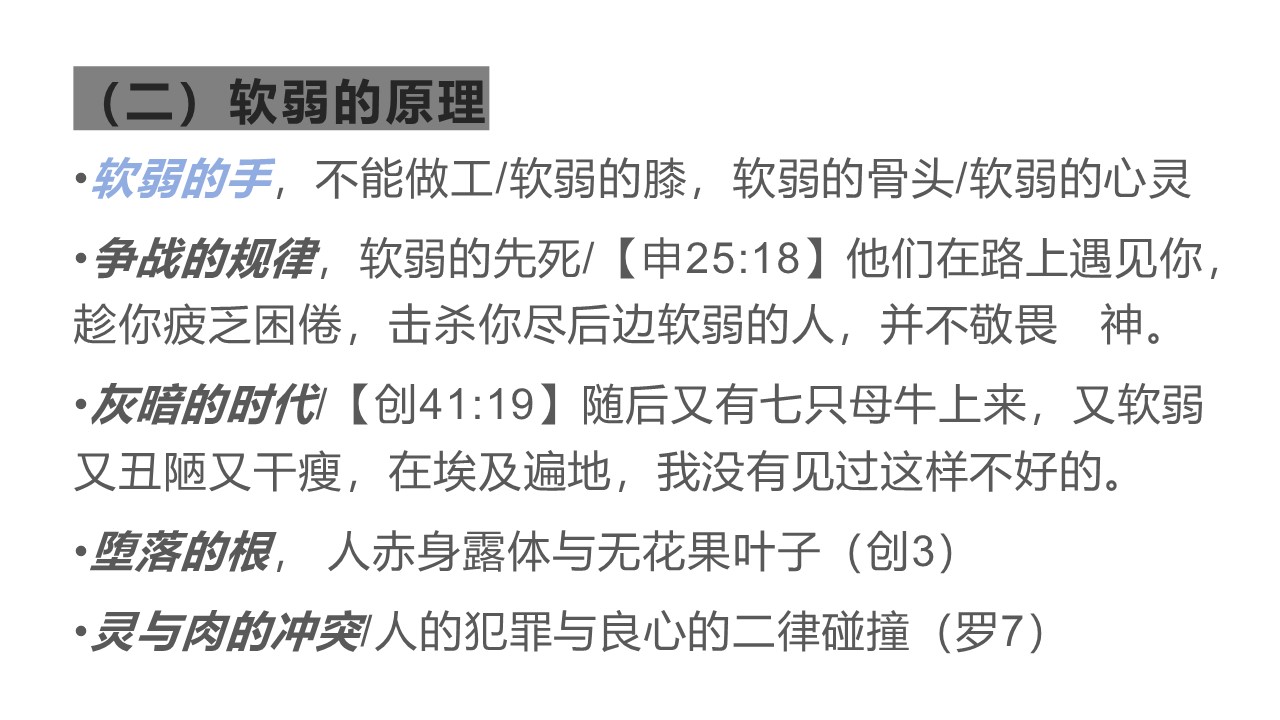 （二）软弱的原理
•软弱的手，不能做工/软弱的膝，软弱的骨头/软弱的心灵
•争战的规律，软弱的先死/【申25:18】他们在路上遇见你，
趁你疲乏困倦，击杀你尽后边软弱的人，并不敬畏　神。
•灰暗的时代/【创41:19】随后又有七只母牛上来，又软弱
又丑陋又干瘦，在埃及遍地，我没有见过这样不好的。
•堕落的根， 人赤身露体与无花果叶子（创3）
•灵与肉的冲突/人的犯罪与良心的二律碰撞（罗7）